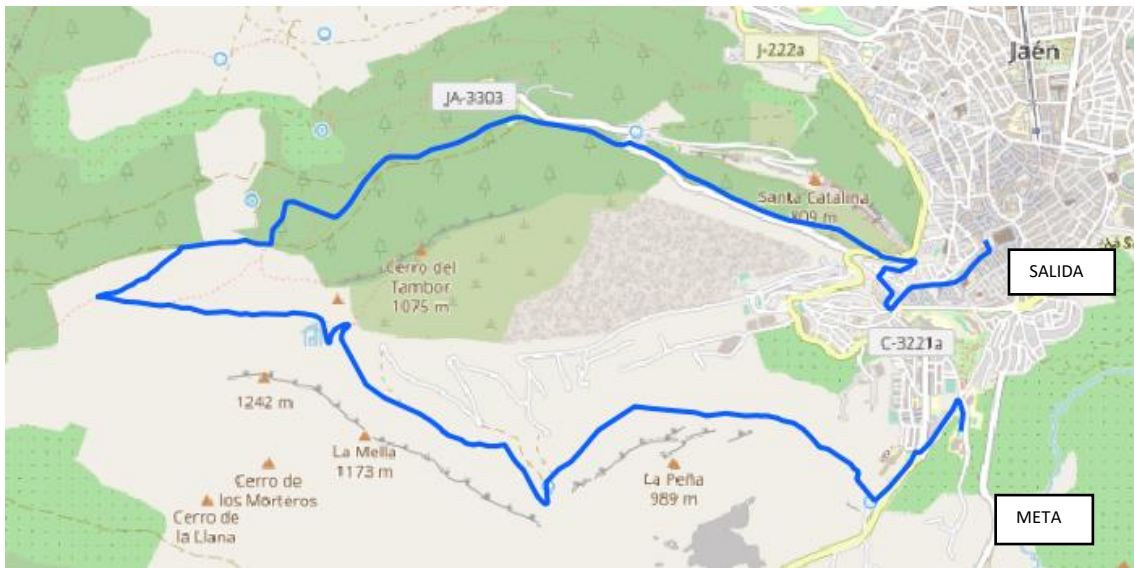 J-222a
Jaén
JA-3303
Santa Catalina
809 m
SALIDA
Cerro del
Tambor
1075 m
C-3221a
1242 m
La Mella
1173 m
Cerro de
los Morteros
Cerro de
la Llana
La Peña
989 m
META